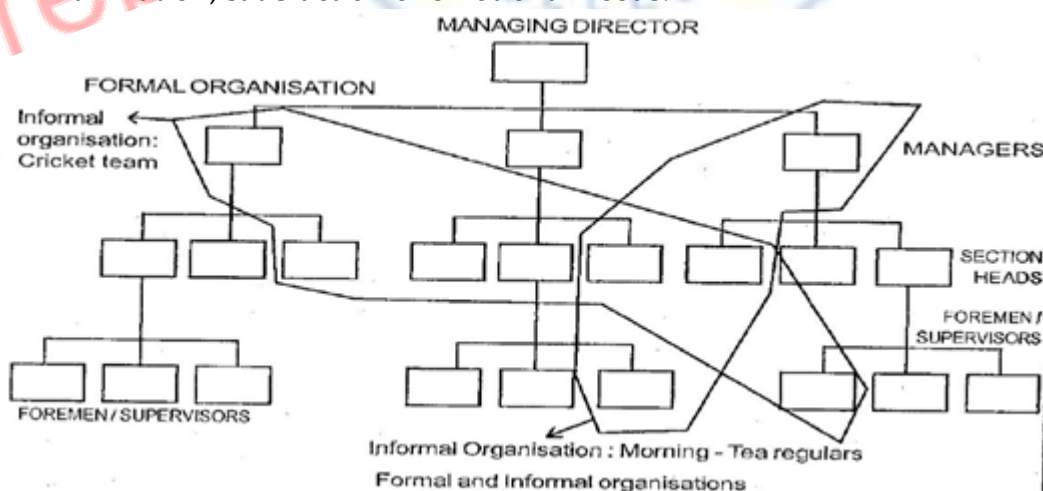 MANAGING DIRECTOR
FORMAL ORGANISATION
Informal
organisation:
Cricket team
MANAGERS
SECTION
HEADS
FOREMEN /
SUPERVISORS
FOREMEN / SUPERVISORS
Informal Organisation : Morning - Tea regulars
Formal and Informal organisations